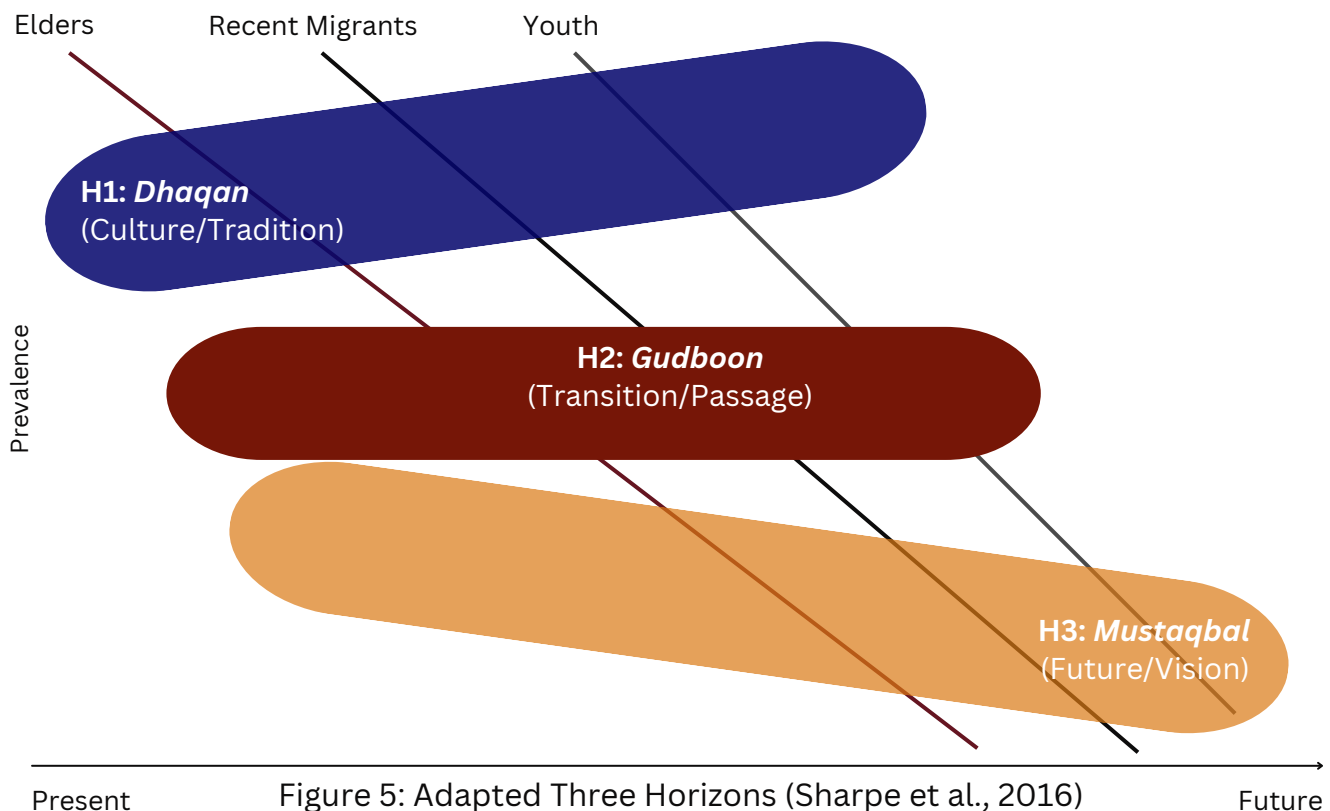 Elders
Recent Migrants
Youth
H1: Dhaqan
(Culture/Tradition)
Prevalence
H2: Gudboon
(Transition/Passage)
H3: Mustaqbal
(Future/Vision)
Present
Figure 5: Adapted Three Horizons (Sharpe et al., 2016)
Future